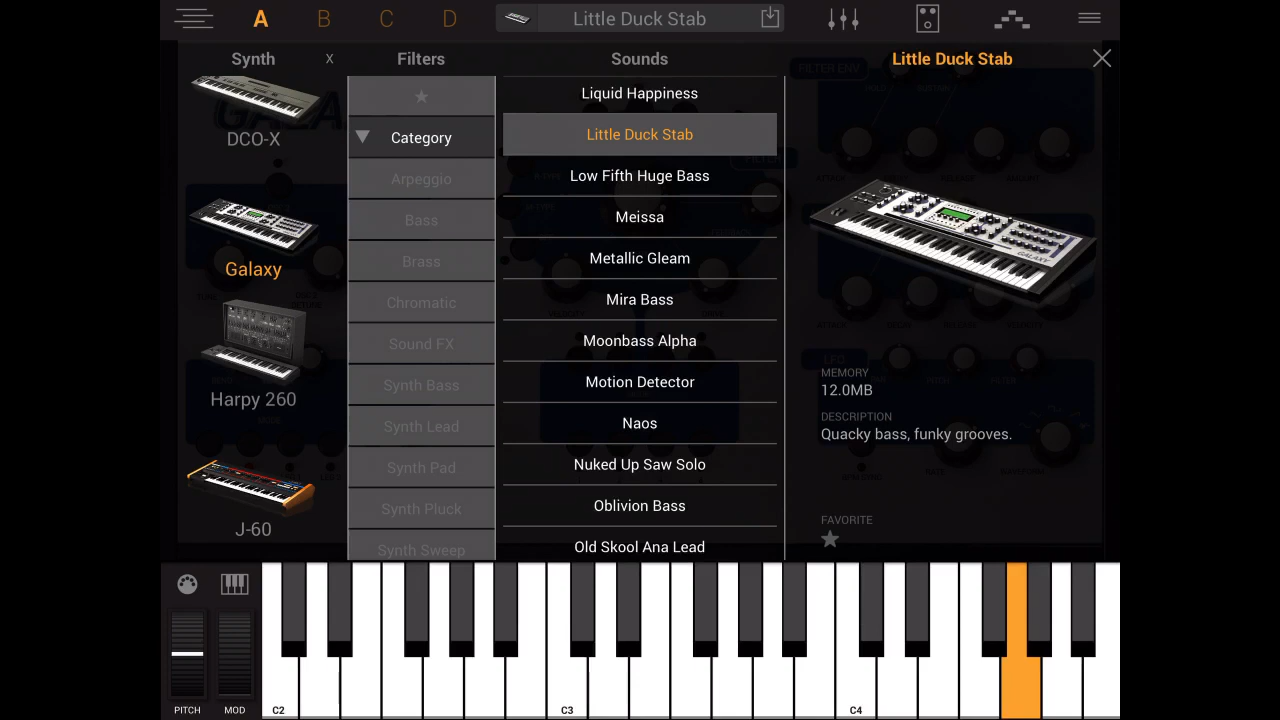 A B C D Little Duck Stab
Synth X Filters Sounds Little Duck Stab
DCO-X
Galaxy
Harpy 260
J-60
Category
Arpeggio
Bass
Brass
Chromatic
Sound FX
Synth Bass
Synth Lead
Synth Pad
Synth Pluck
Synth Sweep
Liquid Happiness
Little Duck Stab
Low Fifth Huge Bass
Meissa
Metallic Gleam
Mira Bass
Moonbass Alpha
Motion Detector
Naos
Nuked Up Saw Solo
Oblivion Bass
Old Skool Ana Lead
FILTER ENV
GALAXY
MEMORY
12.0MB
DESCRIPTION
Quacky bass, funky grooves.
FAVORITE
PITCH MOD C2 C3 C4